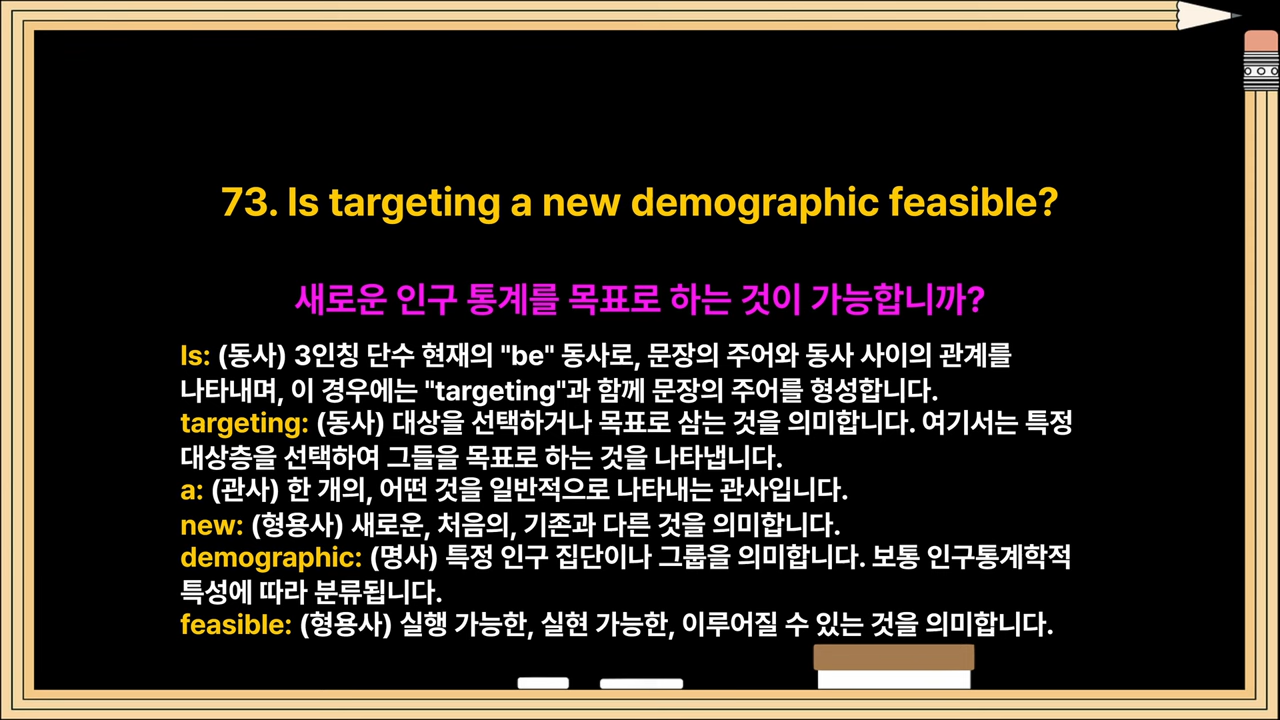 73. Is targeting a new demographic feasible?
새로운 인구 통계를 목표로 하는 것이 가능합니까?
Is: (동사) 3인칭 단수 현재의 "be" 동사로, 문장의 주어와 동사 사이의 관계를
나타내며, 이 경우에는 "targeting"과 함께 문장의 주어를 형성합니다.
targeting: (동사) 대상을 선택하거나 목표로 삼는 것을 의미합니다. 여기서는 특정
대상층을 선택하여 그들을 목표로 하는 것을 나타냅니다.
a: (관사) 한 개의, 어떤 것을 일반적으로 나타내는 관사입니다.
new: (형용사) 새로운, 처음의, 기존과 다른 것을 의미합니다.
demographic: (명사) 특정 인구 집단이나 그룹을 의미합니다. 보통 인구통계학적
특성에 따라 분류됩니다.
feasible: (형용사) 실행 가능한, 실현 가능한, 이루어질 수 있는 것을 의미합니다.